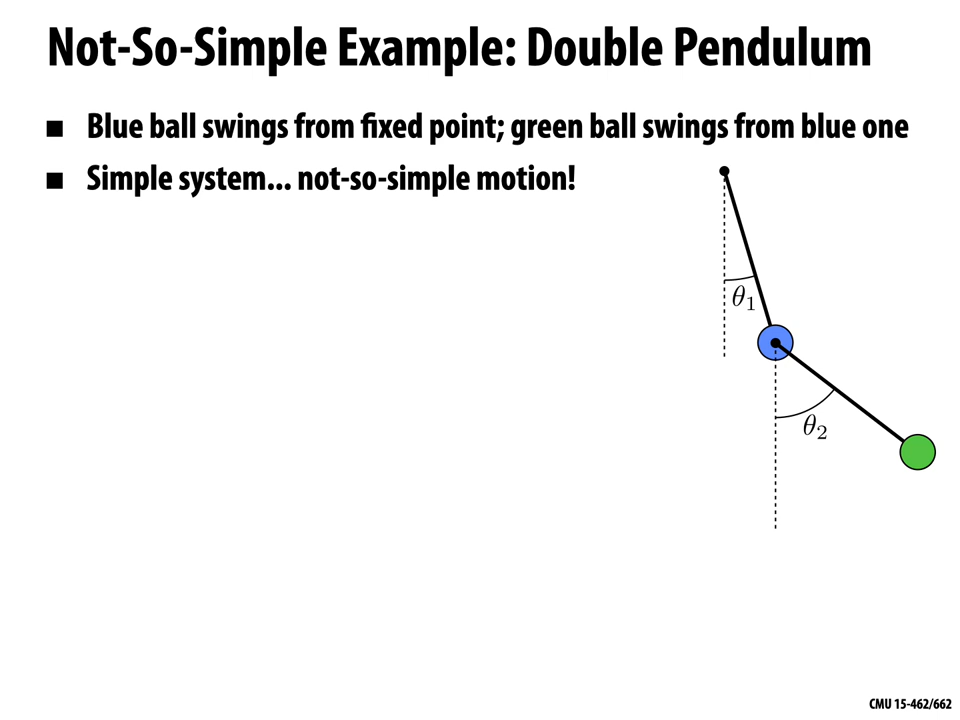 Not-So-Simple Example: Double Pendulum
Blue ball swings from fixed point; green ball swings from blue one
Simple system... not-so-simple motion!
θ1
θ2
CMU 15-462/662